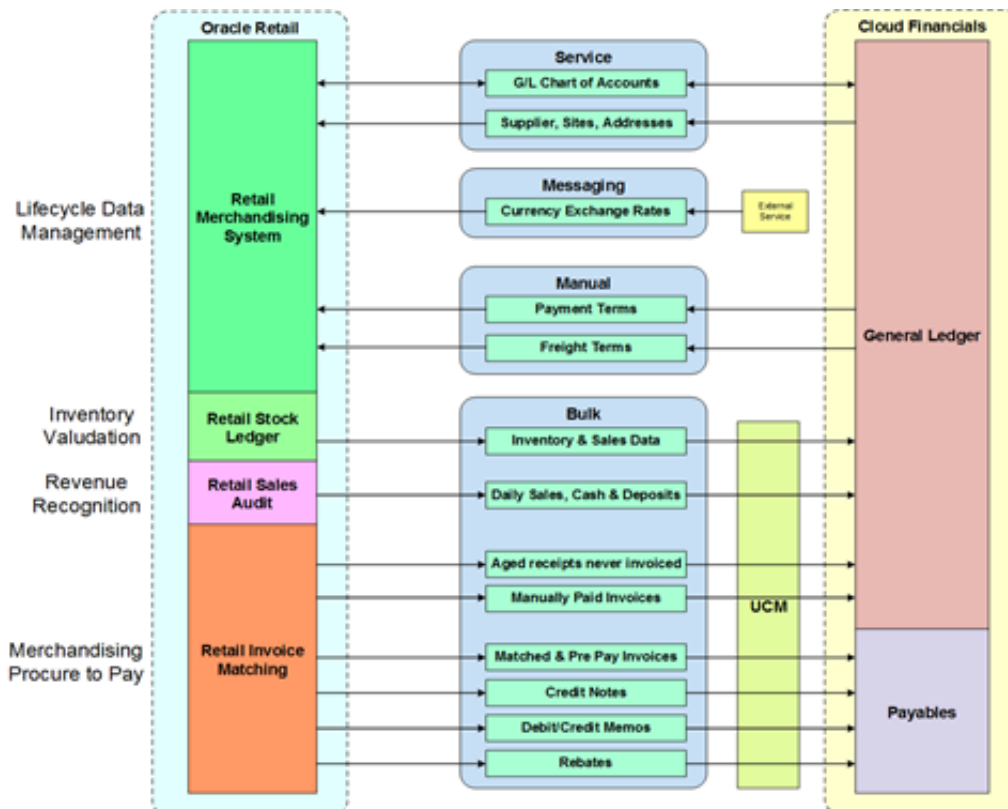 Oracle Retail
Cloud Financials
Service
G/L Chart of Accounts
Supplier, Sites, Addresses
Messaging
Currency Exchange Rates
External
Service
Lifecycle Data
Management
Retail
Merchandising
System
Manual
Payment Terms
Freight Terms
General Ledger
Inventory
Valudation
Retail Stock
Ledger
Bulk
Inventory & Sales Data
Revenue
Recognition
Retail Sales
Audit
Daily Sales, Cash & Deposits
Aged receipts never invoiced
Manually Paid Invoices
UCM
Merchandising
Procure to Pay
Retail Invoice
Matching
Matched & Pre Pay Invoices
Credit Notes
Debit/Credit Memos
Rebates
Payables